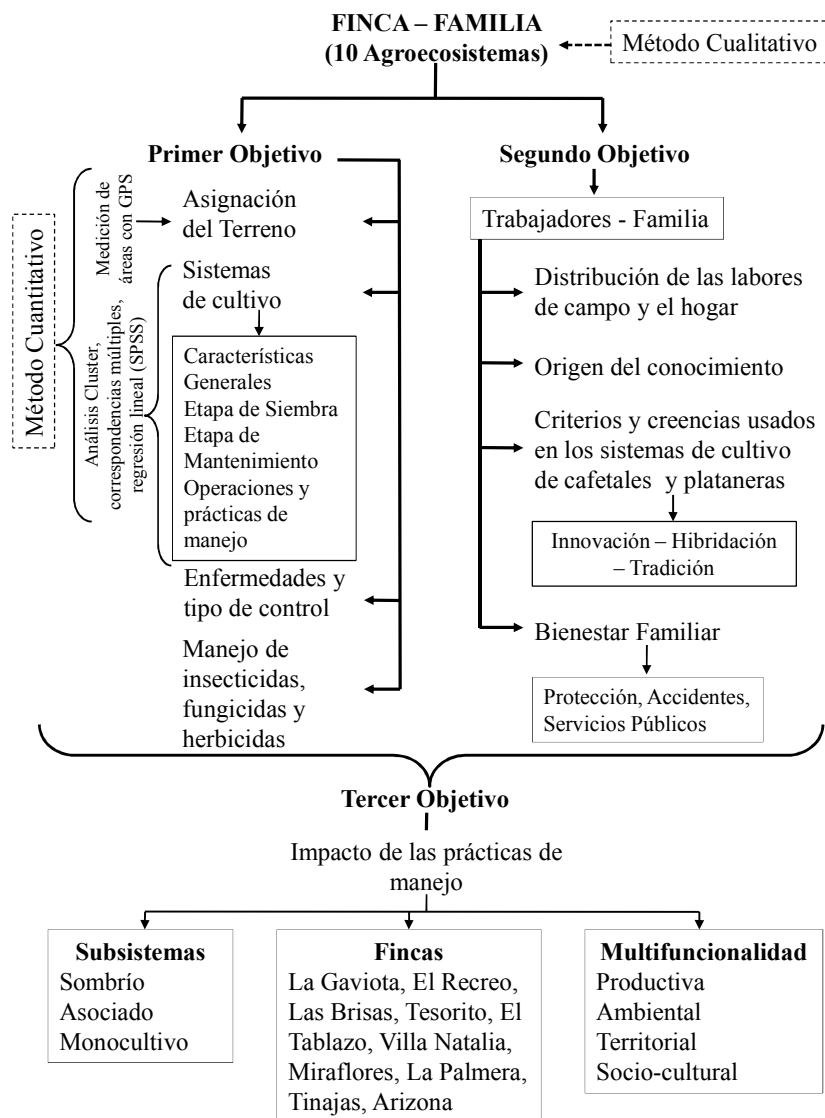 FINCA – FAMILIA
(10 Agroecosistemas)
Método Cualitativo
Primer Objetivo
Segundo Objetivo
Método Cuantitativo
Medición de
áreas con GPS
Asignación
del Terreno
Análisis Cluster,
correspondencias múltiples,
regresión lineal (SPSS)
Sistemas
de cultivo
Características
Generales
Etapa de Siembra
Etapa de
Mantenimiento
Operaciones y
prácticas de
manejo
Enfermedades y
tipo de control
Manejo de
insecticidas,
fungicidas y
herbicidas
Trabajadores - Familia
Distribución de las labores
de campo y el hogar
Origen del conocimiento
Criterios y creencias usados
en los sistemas de cultivo
de cafetales y plataneras
Innovación – Hibridación
– Tradición
Bienestar Familiar
Protección, Accidentes,
Servicios Públicos
Tercer Objetivo
Impacto de las prácticas de
manejo
Subsistemas
Sombrío
Asociado
Monocultivo
Fincas
La Gaviota, El Recreo,
Las Brisas, Tesorito, El
Tablazo, Villa Natalia,
Miraflores, La Palmera,
Tinajas, Arizona
Multifuncionalidad
Productiva
Ambiental
Territorial
Socio-cultural